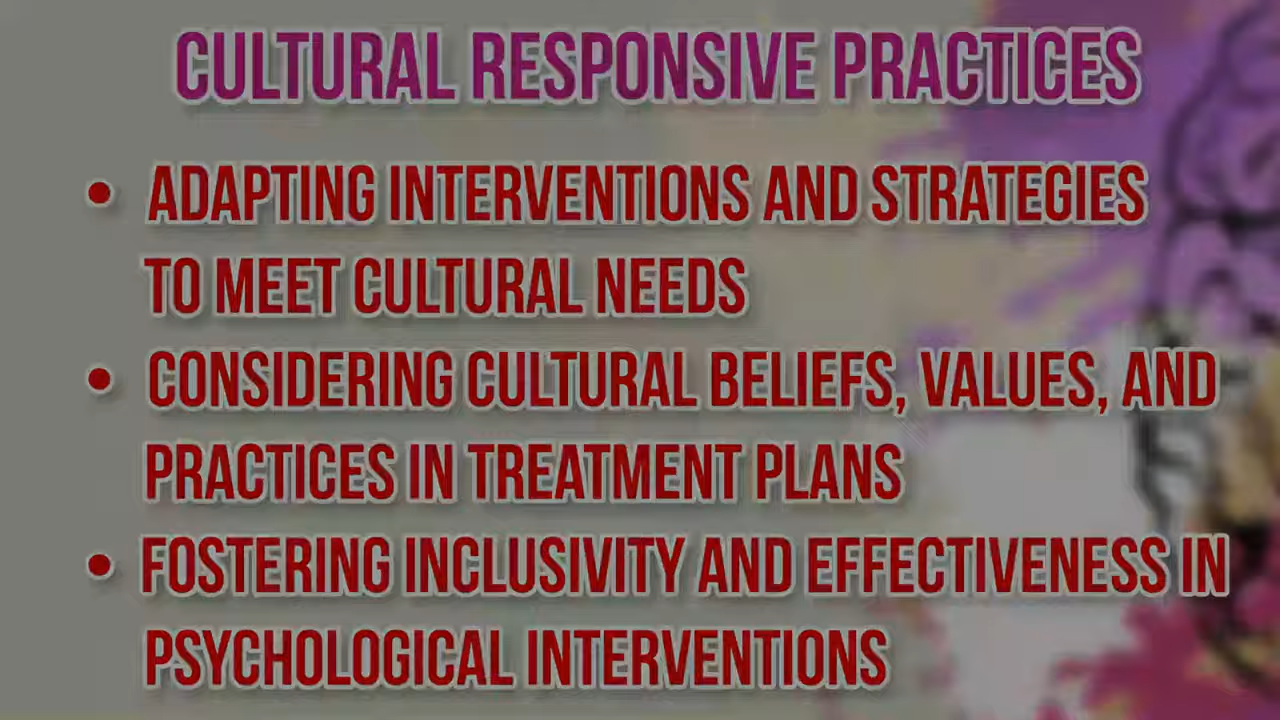 CULTURAL RESPONSIVE PRACTICES
• ADAPTING INTERVENTIONS AND STRATEGIES
TO MEET CULTURAL NEEDS
• CONSIDERING CULTURAL BELIEFS, VALUES, AND
PRACTICES IN TREATMENT PLANS
• FOSTERING INCLUSIVITY AND EFFECTIVENESS IN
PSYCHOLOGICAL INTERVENTIONS